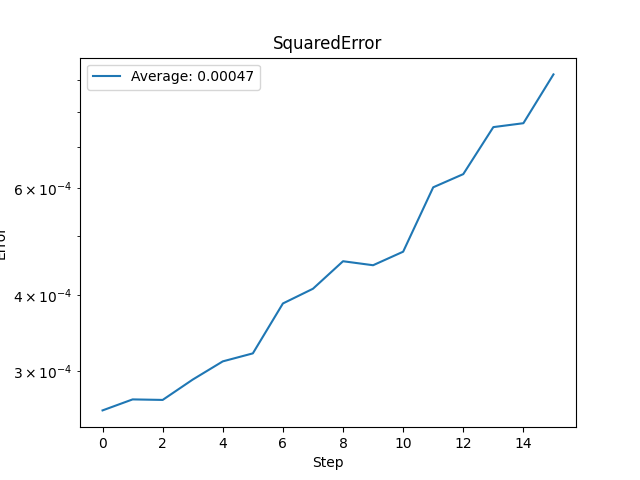 SquaredError
Average: 0.00047
6 × 10⁻⁴
4 × 10⁻⁴
3 × 10⁻⁴
Error
0 2 4 6 8 10 12 14
Step